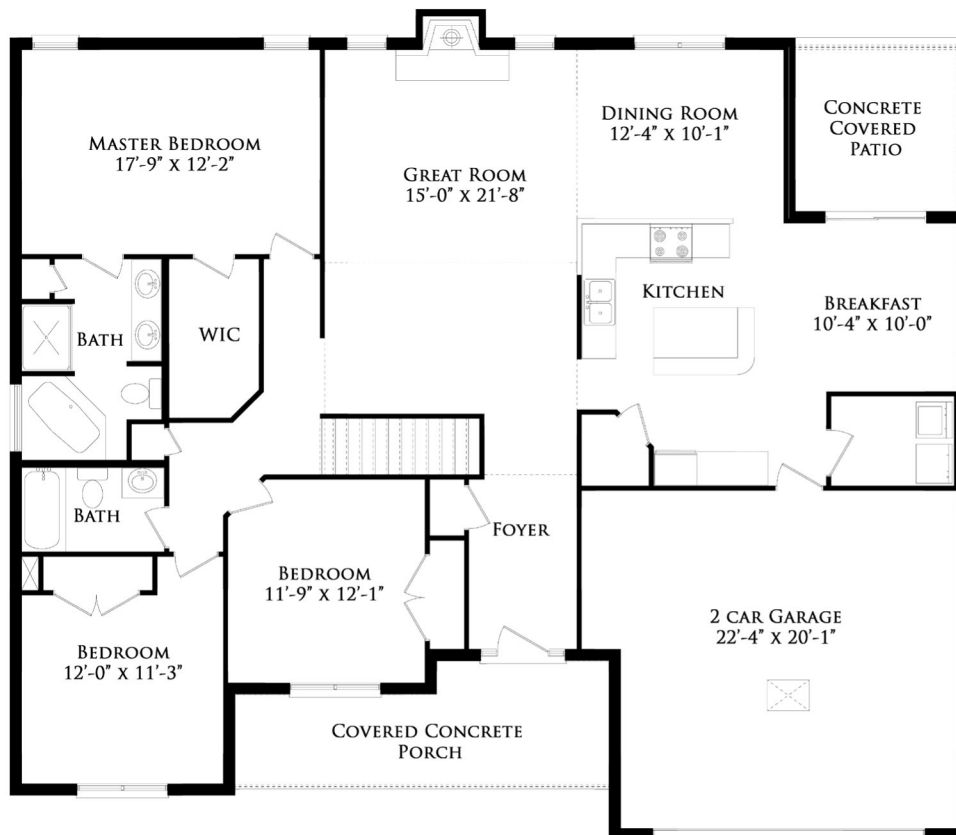 Master Bedroom
17'-9" x 12'-2"
Great Room
15'-0" x 21'-8"
Dining Room
12'-4" x 10'-1"
Concrete
Covered
Patio
Kitchen
Breakfast
10'-4" x 10'-0"
Bath
WIC
Bath
Foyer
Bedroom
11'-9" x 12'-1"
Bedroom
12'-0" x 11'-3"
2 car Garage
22'-4" x 20'-1"
Covered Concrete
Porch